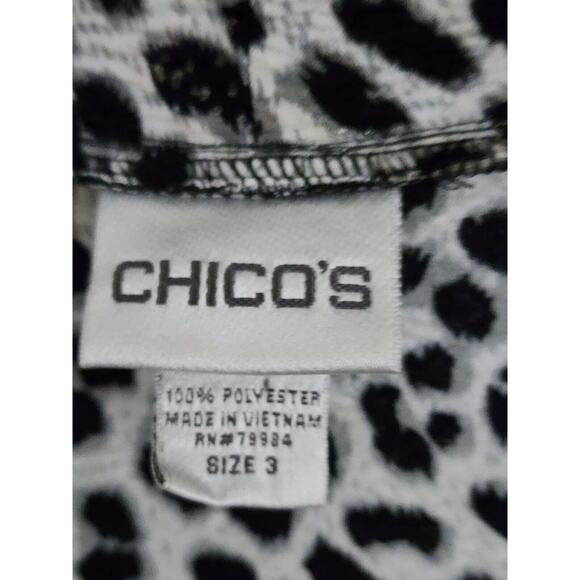 CHICO'S
100% POLYESTER
MADE IN VIETNAM
RN#79984
SIZE 3